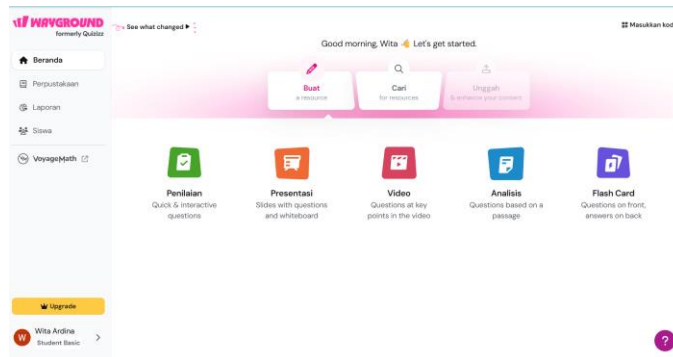 WAYGROUND
formerly Quizizz
See what changed
Masukkan kod
Good morning, Wita 👋 Let's get started.
Beranda
Perpustakaan
Laporan
Siswa
VoyageMath
Buat
a resource
Cari
for resources
Unggah
& enhance your content
Penilaian
Quick & interactive
questions
Presentasi
Slides with questions
and whiteboard
Video
Questions at key
points in the video
Analisis
Questions based on a
passage
Flash Card
Questions on front,
answers on back
Upgrade
W
Wita Ardina
Student Basic
?